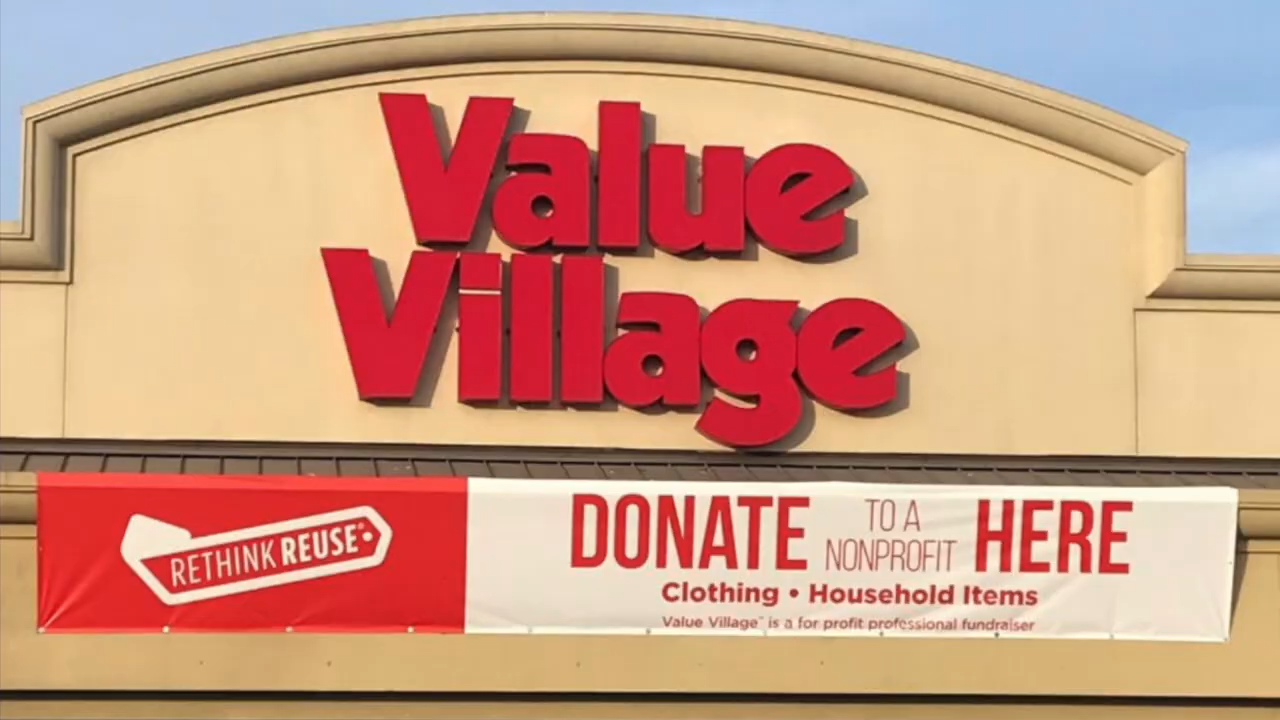 Value
Village
RETHINK REUSE®
DONATE TO A NONPROFIT HERE
Clothing • Household Items
Value Village™ is a for profit professional fundraiser